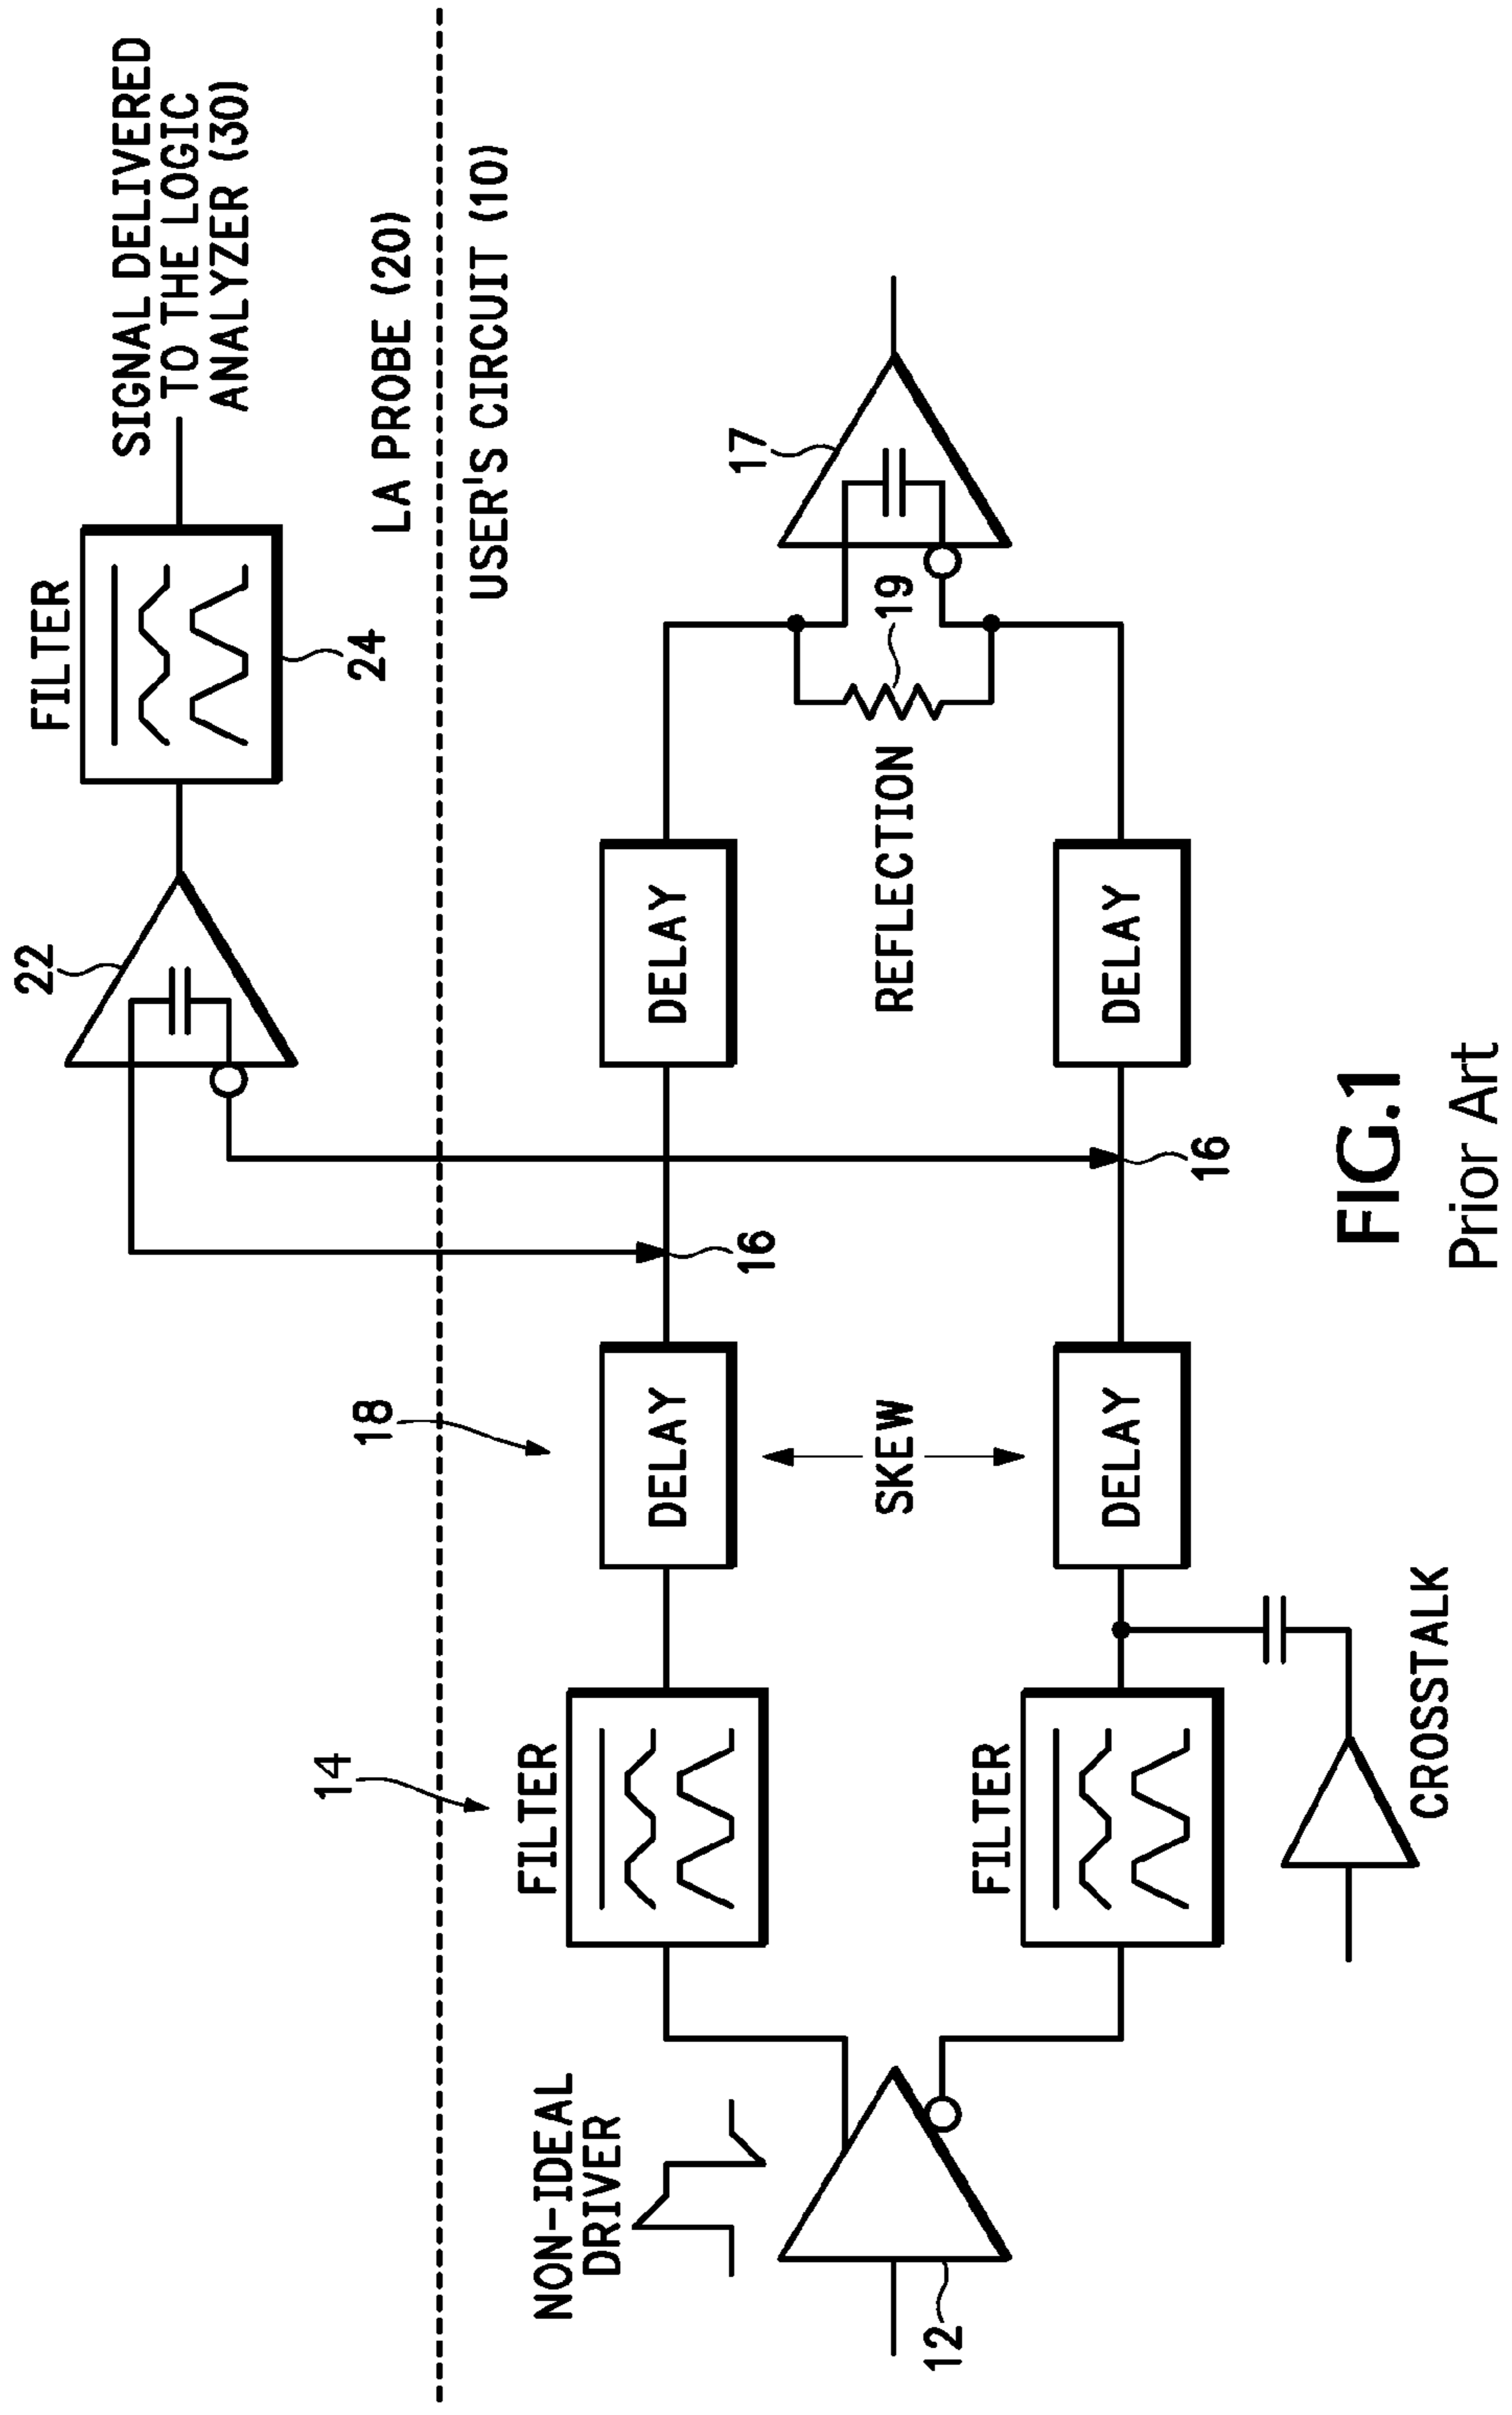 SIGNAL DELIVERED
TO THE LOGIC
ANALYZER (30)
FILTER
22
24
LA PROBE (20)
USER'S CIRCUIT (10)
14
18
16
17
NON-IDEAL
DRIVER
FILTER
DELAY
DELAY
12
SKEW
REFLECTION
19
FILTER
DELAY
16
DELAY
CROSSTALK
FIG.1
Prior Art